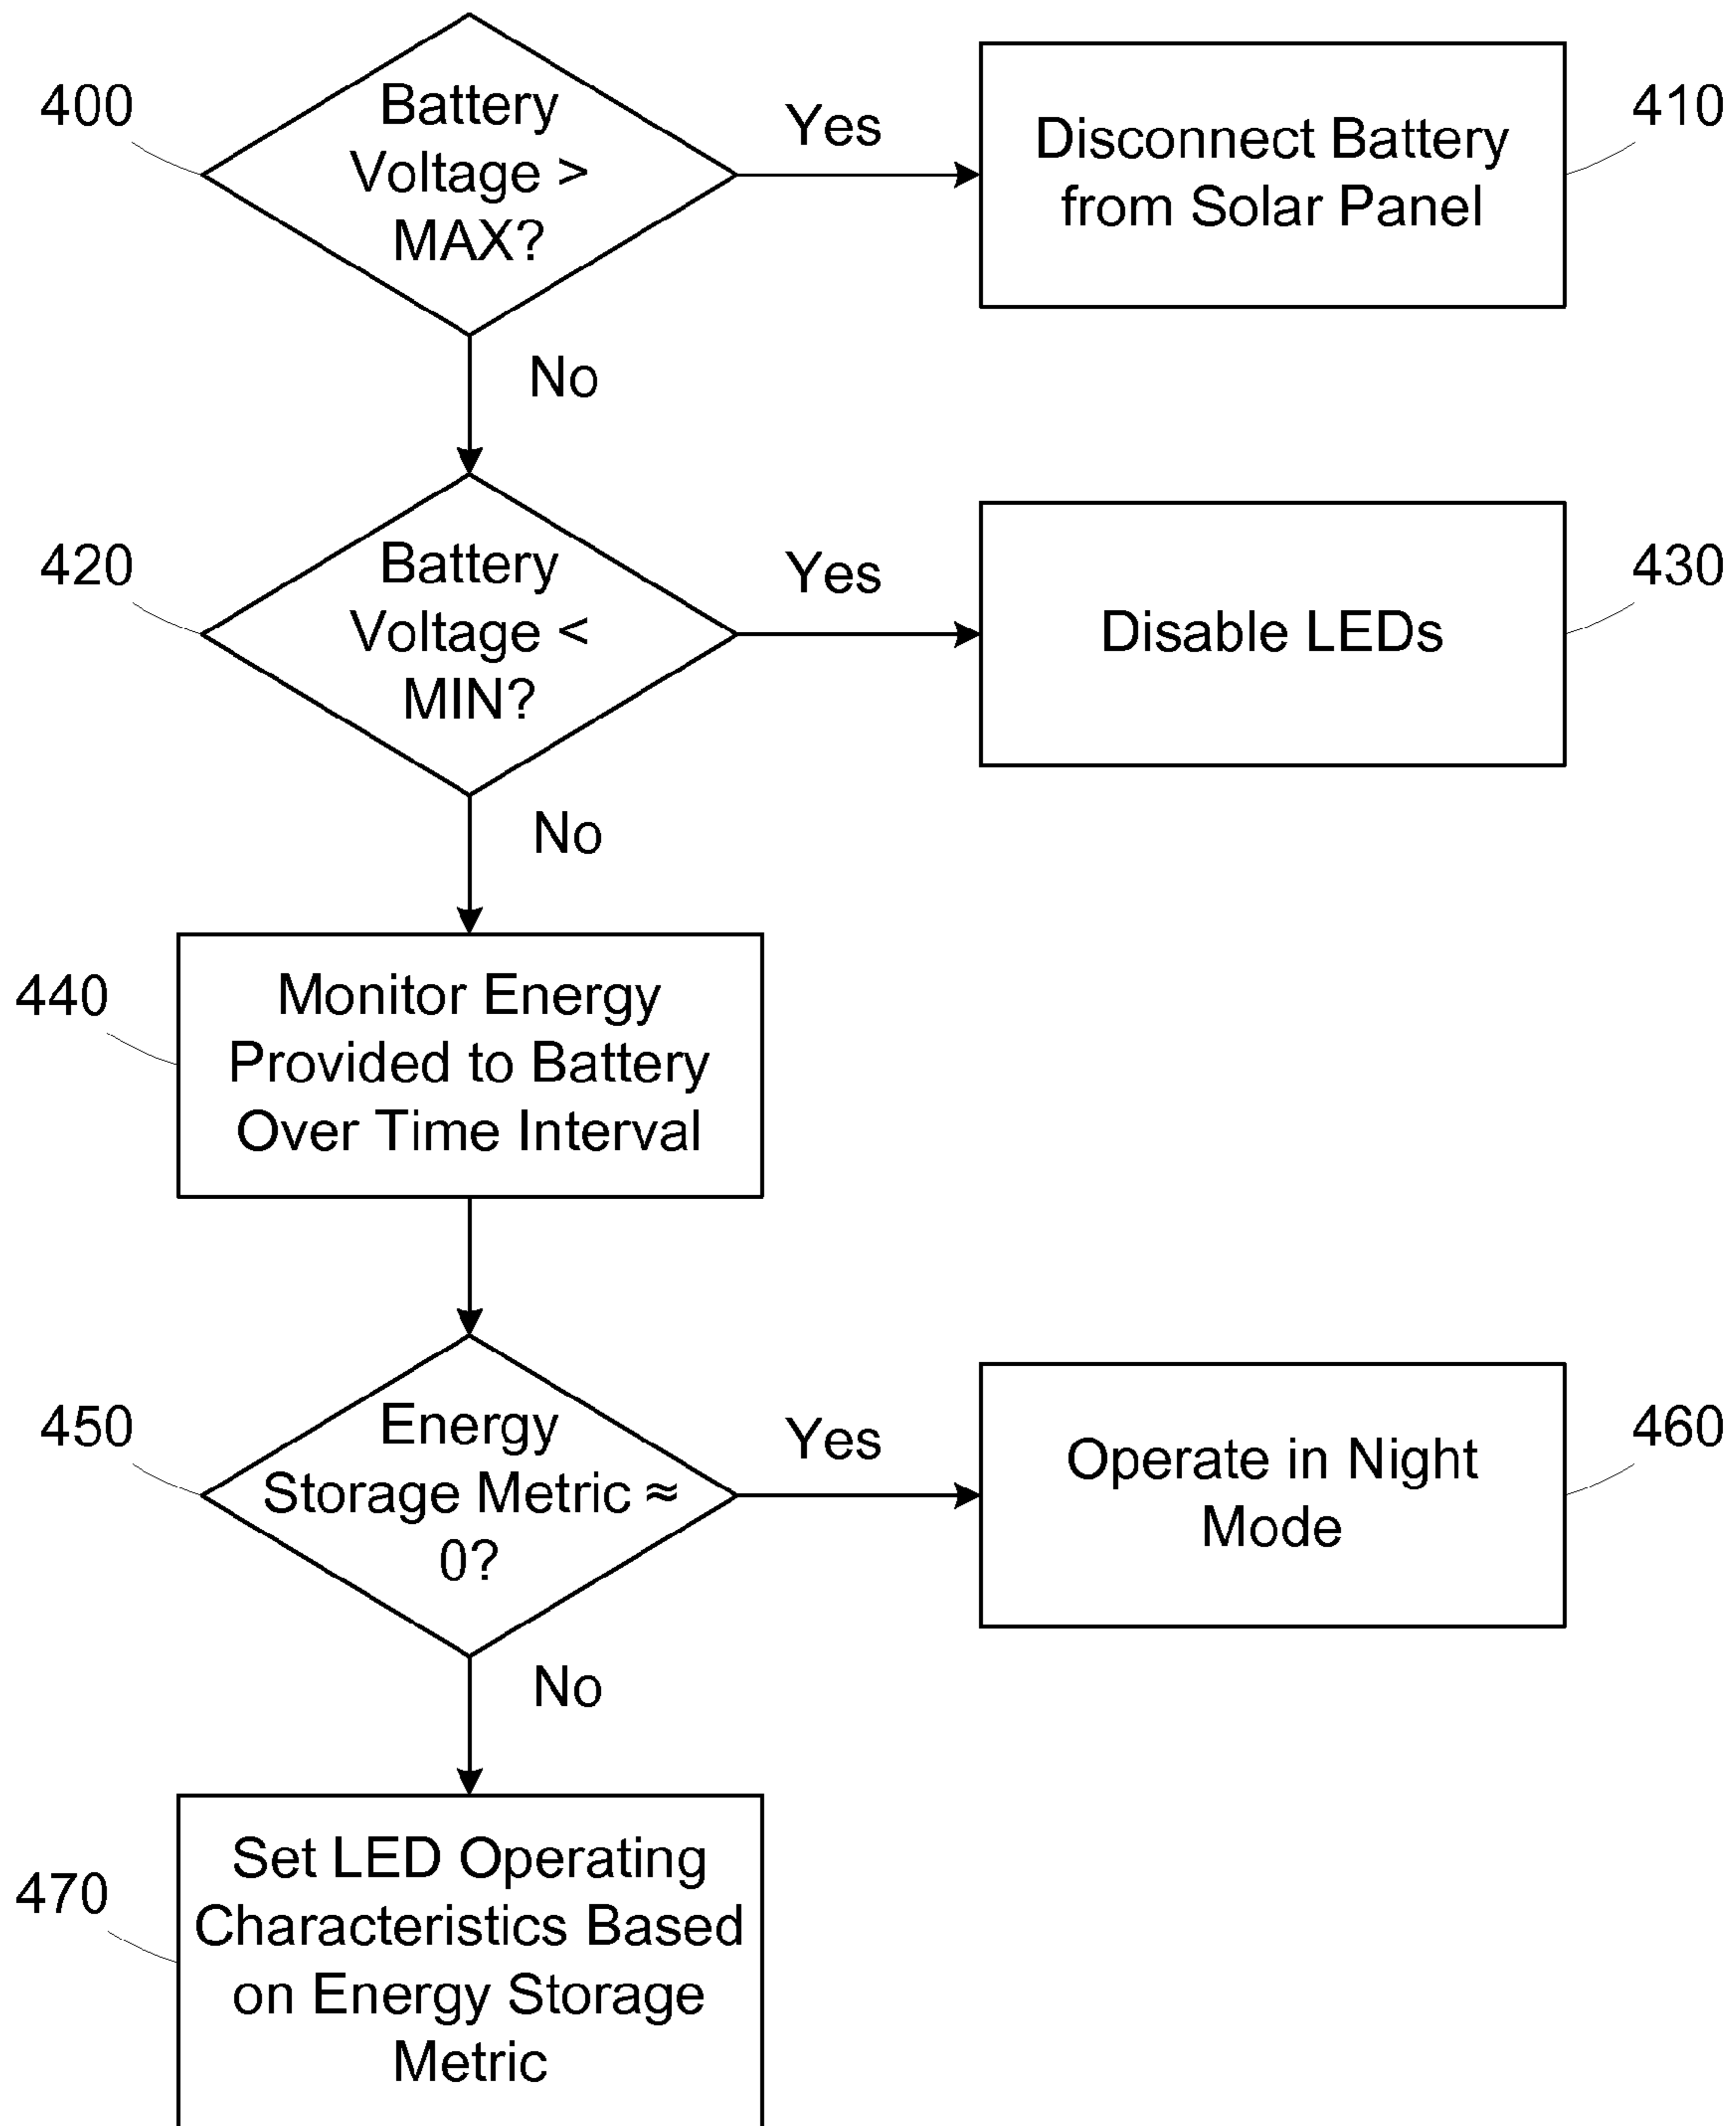 400
Battery
Voltage >
MAX?
Yes
Disconnect Battery
from Solar Panel
410
No
420
Battery
Voltage <
MIN?
Yes
Disable LEDs
430
No
440
Monitor Energy
Provided to Battery
Over Time Interval
450
Energy
Storage Metric ≈
0?
Yes
Operate in Night
Mode
460
No
470
Set LED Operating
Characteristics Based
on Energy Storage
Metric